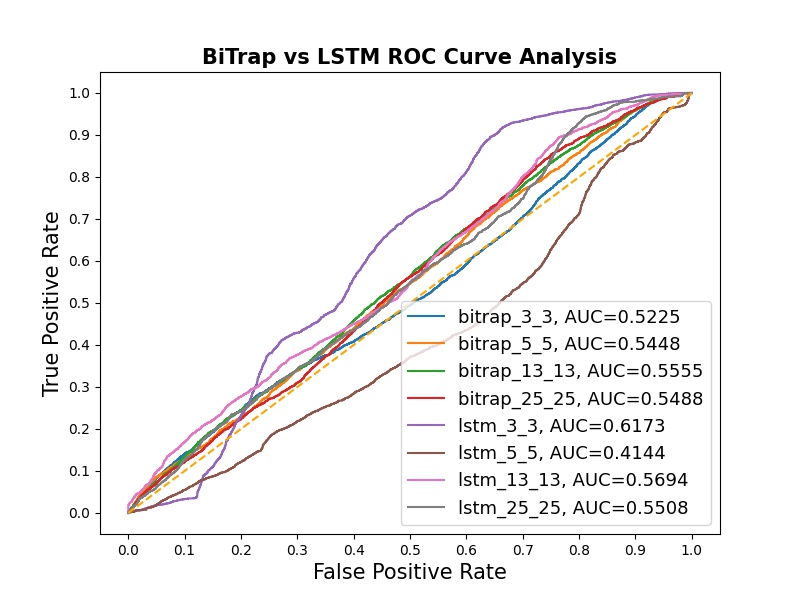 BiTrap vs LSTM ROC Curve Analysis
True Positive Rate
1.0
0.9
0.8
0.7
0.6
0.5
0.4
0.3
0.2
0.1
0.0
bitrap_3_3, AUC=0.5225
bitrap_5_5, AUC=0.5448
bitrap_13_13, AUC=0.5555
bitrap_25_25, AUC=0.5488
lstm_3_3, AUC=0.6173
lstm_5_5, AUC=0.4144
lstm_13_13, AUC=0.5694
lstm_25_25, AUC=0.5508
0.0 0.1 0.2 0.3 0.4 0.5 0.6 0.7 0.8 0.9 1.0
False Positive Rate